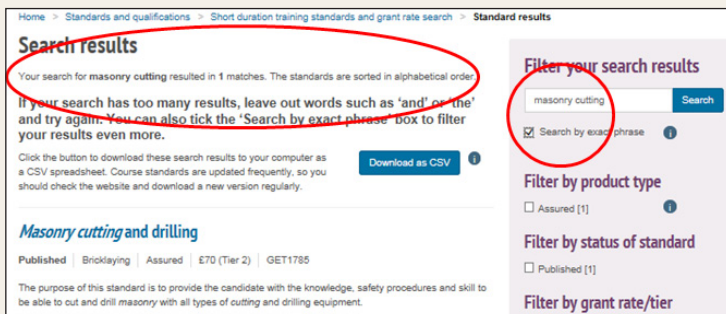 Home > Standards and qualifications > Short duration training standards and grant rate search > Standard results
Search results
Your search for masonry cutting resulted in 1 matches. The standards are sorted in alphabetical order.
If your search has too many results, leave out words such as 'and' or 'the'
and try again. You can also tick the 'Search by exact phrase' box to filter
your results even more.
Click the button to download these search results to your computer as
a CSV spreadsheet. Course standards are updated frequently, so you
should check the website and download a new version regularly.
Download as CSV
i
Masonry cutting and drilling
Published | Bricklaying | Assured | £70 (Tier 2) | GET1785
The purpose of this standard is to provide the candidate with the knowledge, safety procedures and skill to
be able to cut and drill masonry with all types of cutting and drilling equipment.
Filter your search results
masonry cutting
Search
Search by exact phrase
i
Filter by product type
Assured [1]
i
Filter by status of standard
Published [1]
Filter by grant rate/tier